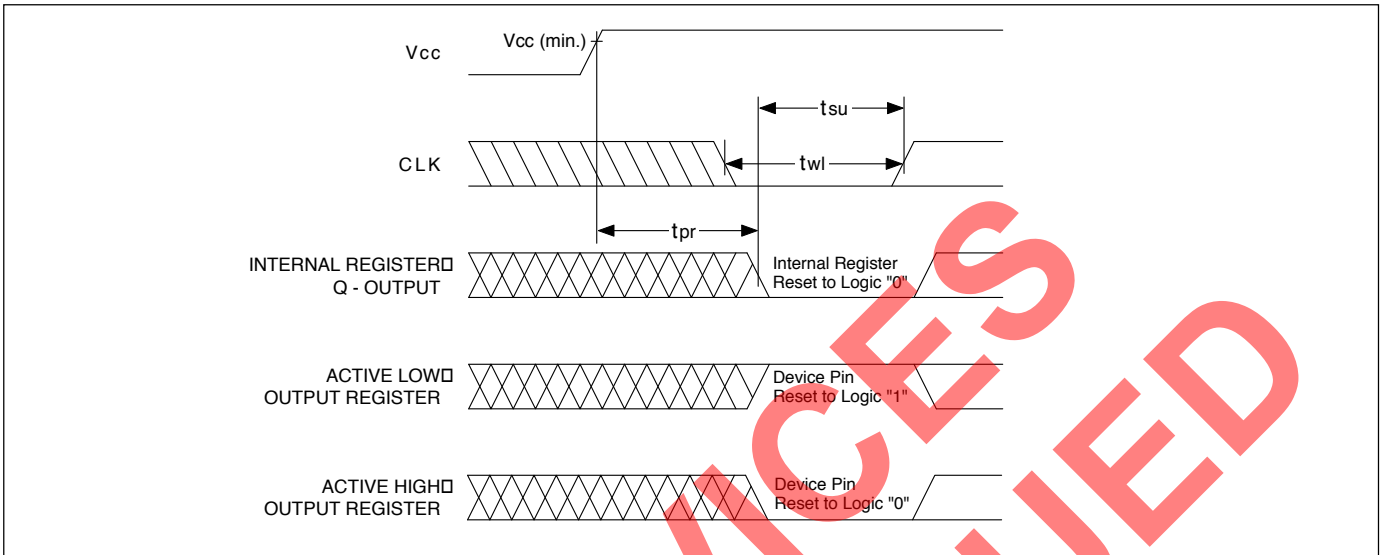 Vcc
Vcc (min.)
tsu
CLK
twl
tpr
INTERNAL REGISTER□
Q - OUTPUT
Internal Register
Reset to Logic "0"
ACTIVE LOW□
OUTPUT REGISTER
Device Pin
Reset to Logic "1"
ACTIVE HIGH□
OUTPUT REGISTER
Device Pin
Reset to Logic "0"